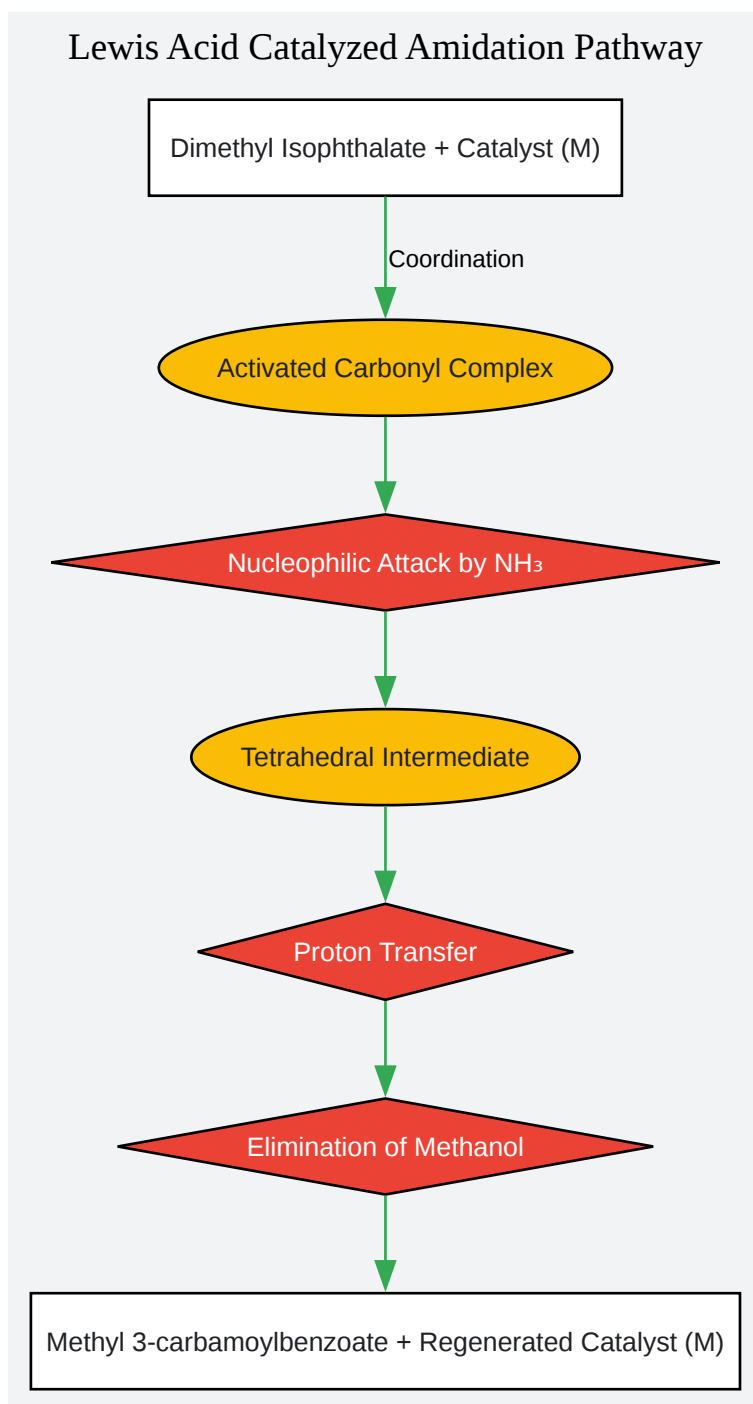 Lewis Acid Catalyzed Amidation Pathway
Dimethyl Isophthalate + Catalyst (M)
Coordination
Activated Carbonyl Complex
Nucleophilic Attack by NH₃
Tetrahedral Intermediate
Proton Transfer
Elimination of Methanol
Methyl 3-carbamoylbenzoate + Regenerated Catalyst (M)